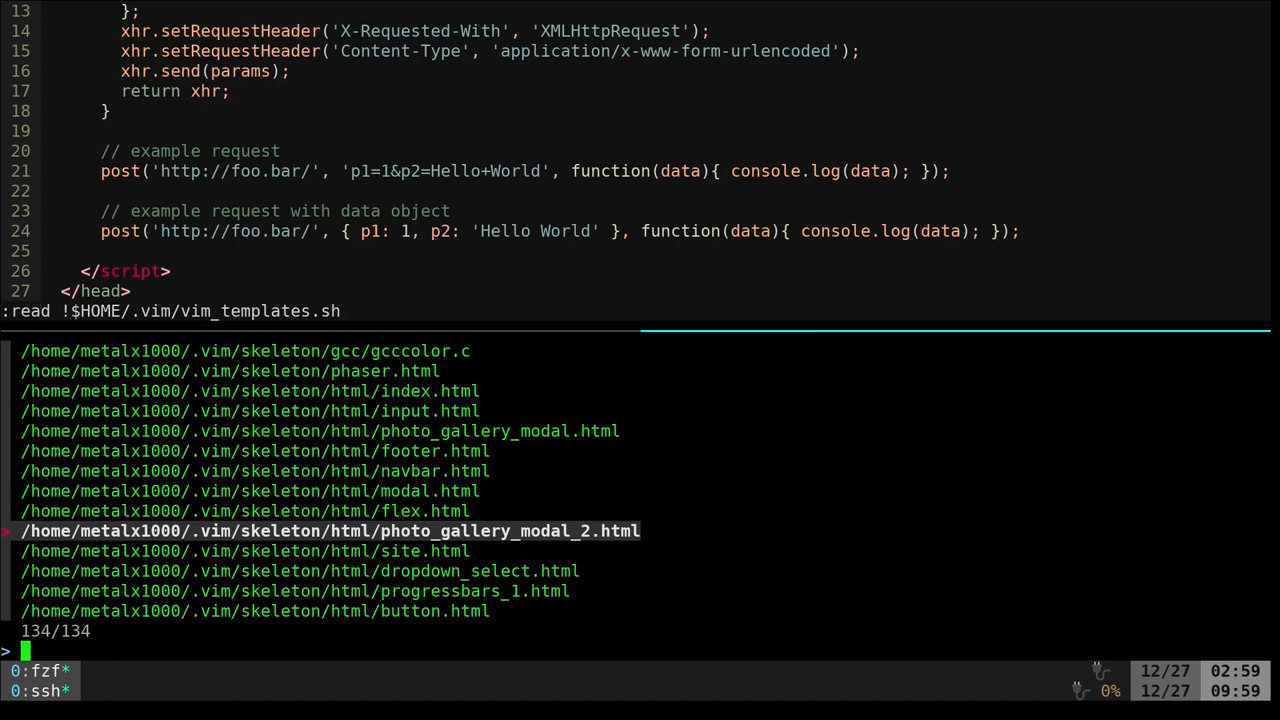 13         };
14         xhr.setRequestHeader('X-Requested-With', 'XMLHttpRequest');
15         xhr.setRequestHeader('Content-Type', 'application/x-www-form-urlencoded');
16         xhr.send(params);
17         return xhr;
18       }
19
20       // example request
21       post('http://foo.bar/', 'p1=1&p2=Hello+World', function(data){ console.log(data); });
22
23       // example request with data object
24       post('http://foo.bar/', { p1: 1, p2: 'Hello World' }, function(data){ console.log(data); });
25
26     </script>
27   </head>
:read !$HOME/.vim/vim_templates.sh
/home/metalx1000/.vim/skeleton/gcc/gcccolor.c
/home/metalx1000/.vim/skeleton/phaser.html
/home/metalx1000/.vim/skeleton/html/index.html
/home/metalx1000/.vim/skeleton/html/input.html
/home/metalx1000/.vim/skeleton/html/photo_gallery_modal.html
/home/metalx1000/.vim/skeleton/html/footer.html
/home/metalx1000/.vim/skeleton/html/navbar.html
/home/metalx1000/.vim/skeleton/html/modal.html
/home/metalx1000/.vim/skeleton/html/flex.html
> /home/metalx1000/.vim/skeleton/html/photo_gallery_modal_2.html
/home/metalx1000/.vim/skeleton/html/site.html
/home/metalx1000/.vim/skeleton/html/dropdown_select.html
/home/metalx1000/.vim/skeleton/html/progressbars_1.html
/home/metalx1000/.vim/skeleton/html/button.html
134/134
>
0:fzf* 12/27 02:59
0:ssh* 0% 12/27 09:59